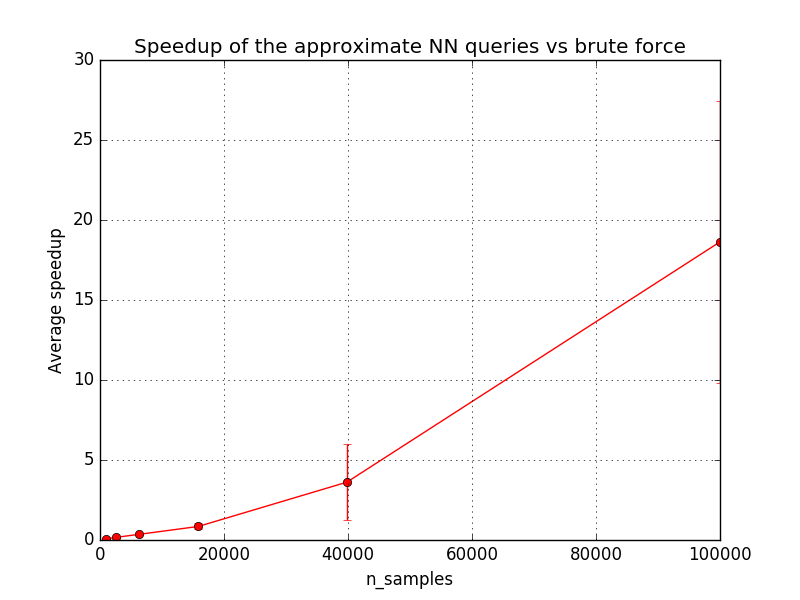 Speedup of the approximate NN queries vs brute force
30
25
20
15
10
5
0
Average speedup
0 20000 40000 60000 80000 100000
n_samples